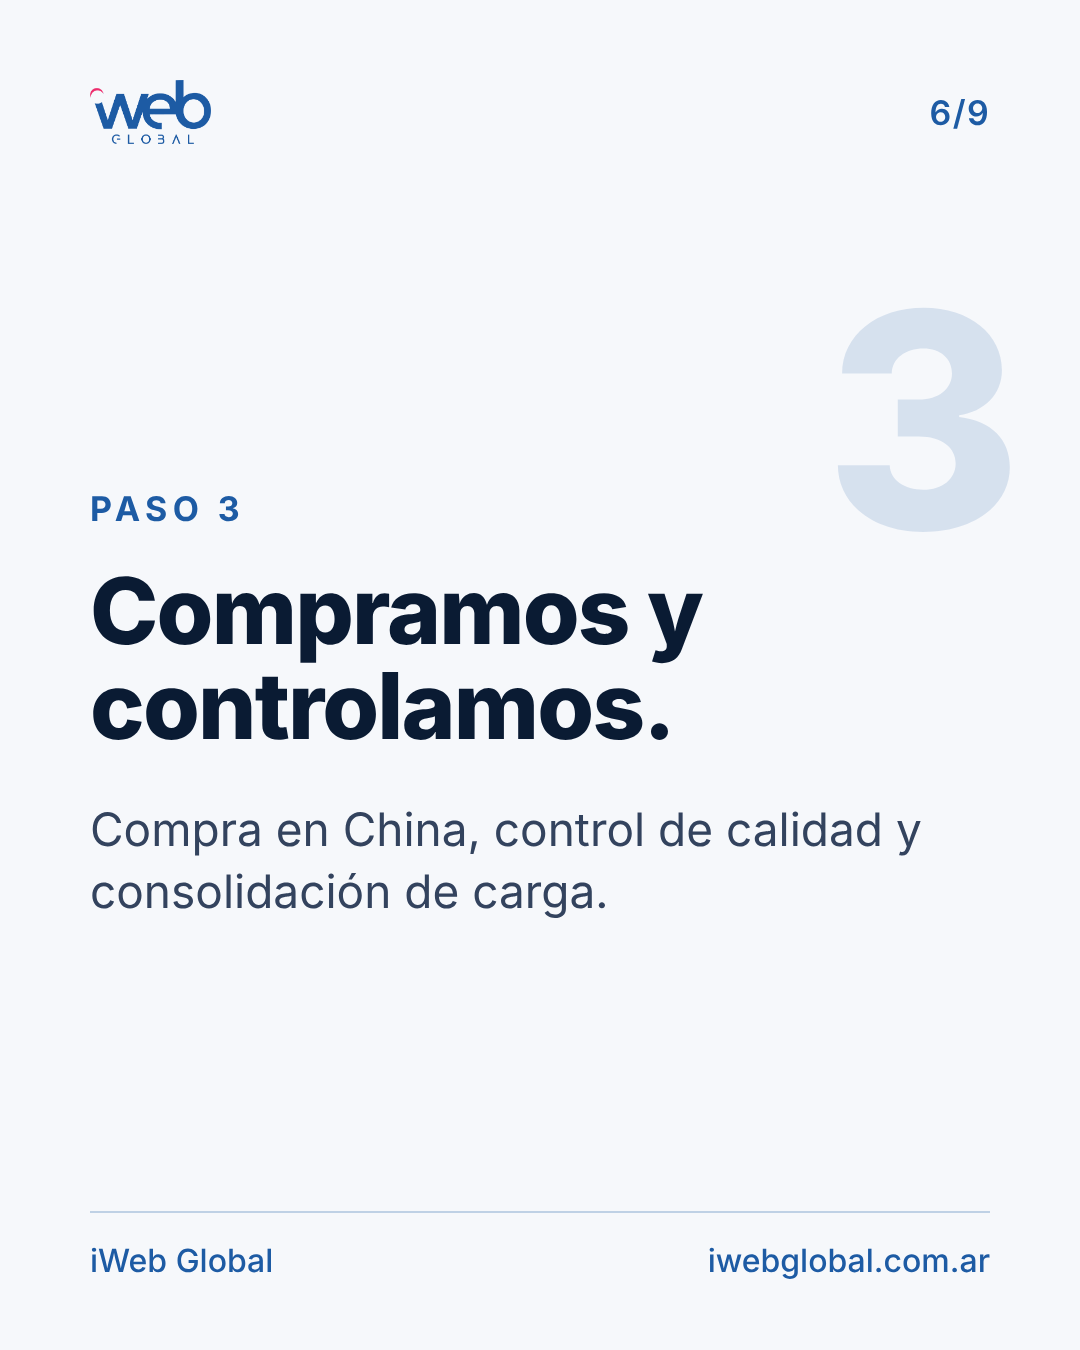 iweb
GLOBAL
6/9
3
PASO 3
Compramos y
controlamos.
Compra en China, control de calidad y
consolidación de carga.
iWeb Global
iwebglobal.com.ar